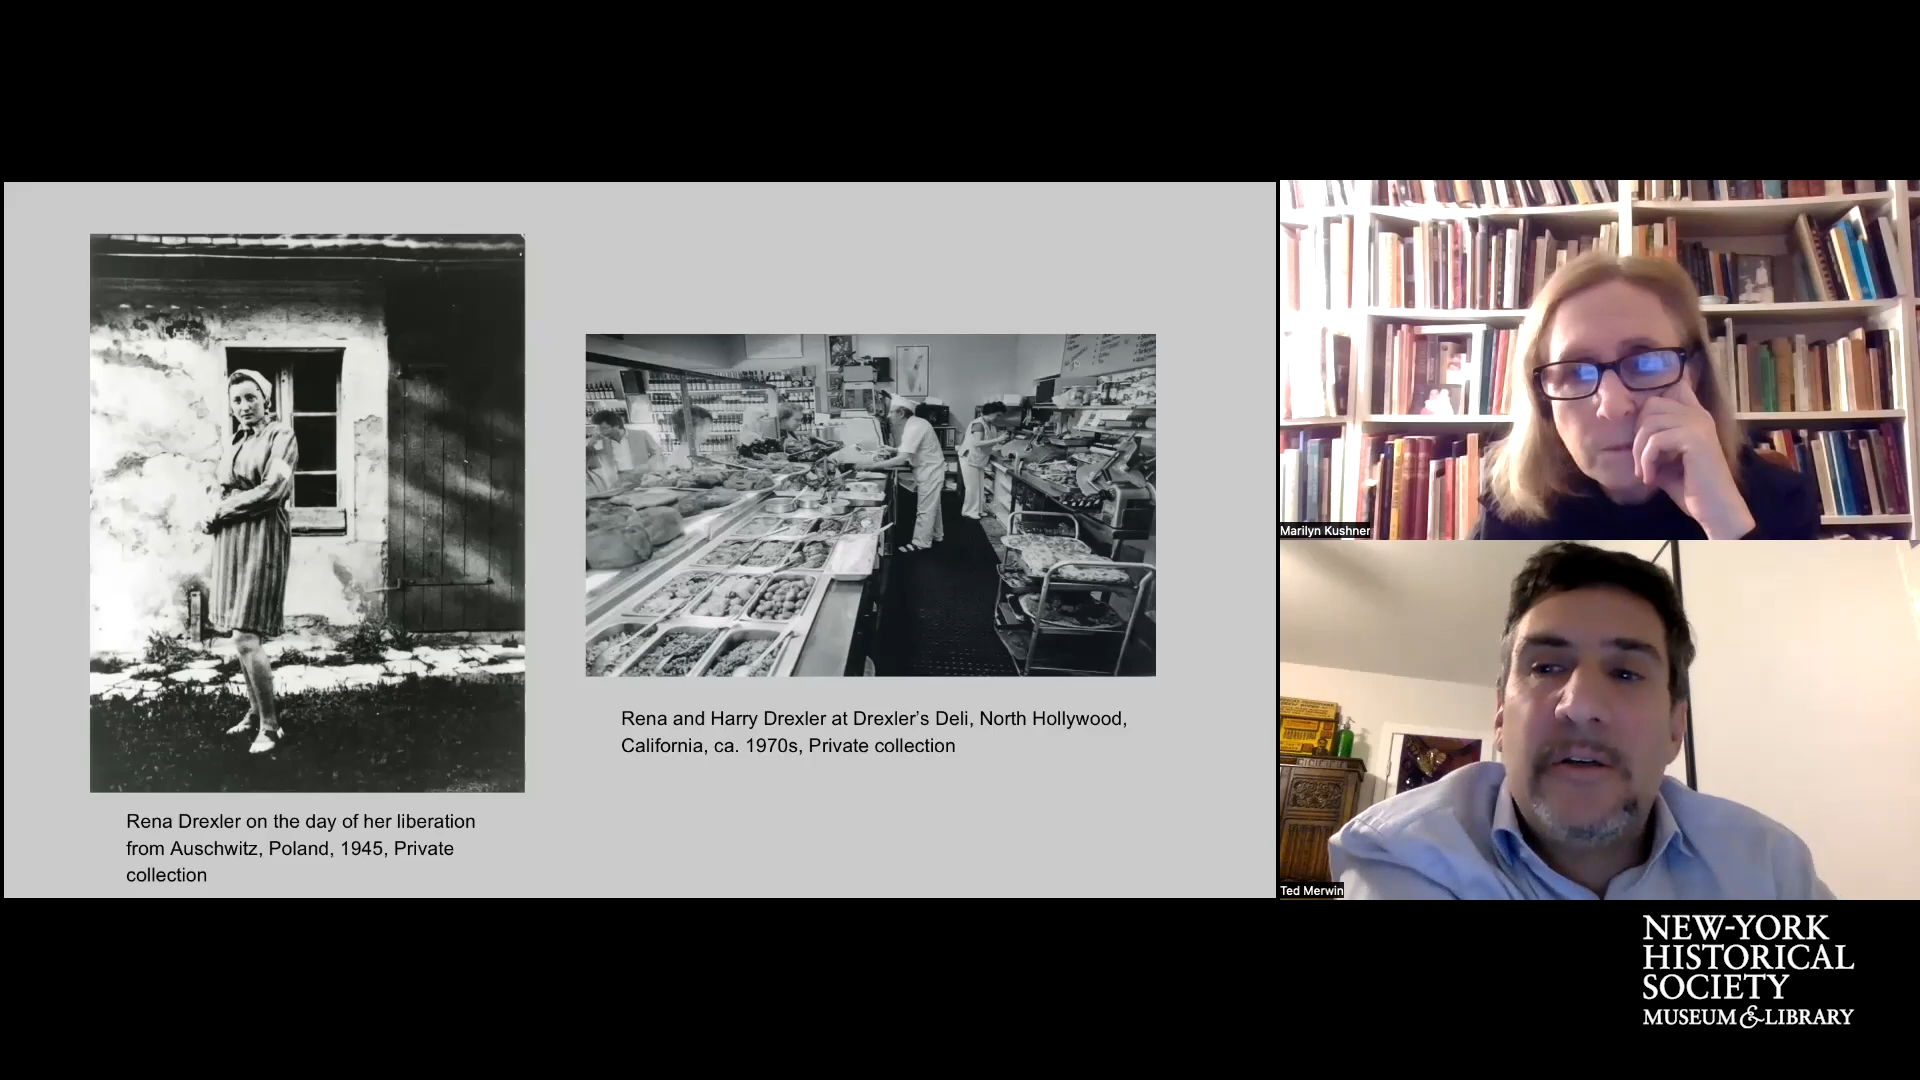 Rena Drexler on the day of her liberation
from Auschwitz, Poland, 1945, Private
collection
Rena and Harry Drexler at Drexler’s Deli, North Hollywood,
California, ca. 1970s, Private collection
Marilyn Kushner
Ted Merwin
NEW-YORK
HISTORICAL
SOCIETY
MUSEUM & LIBRARY